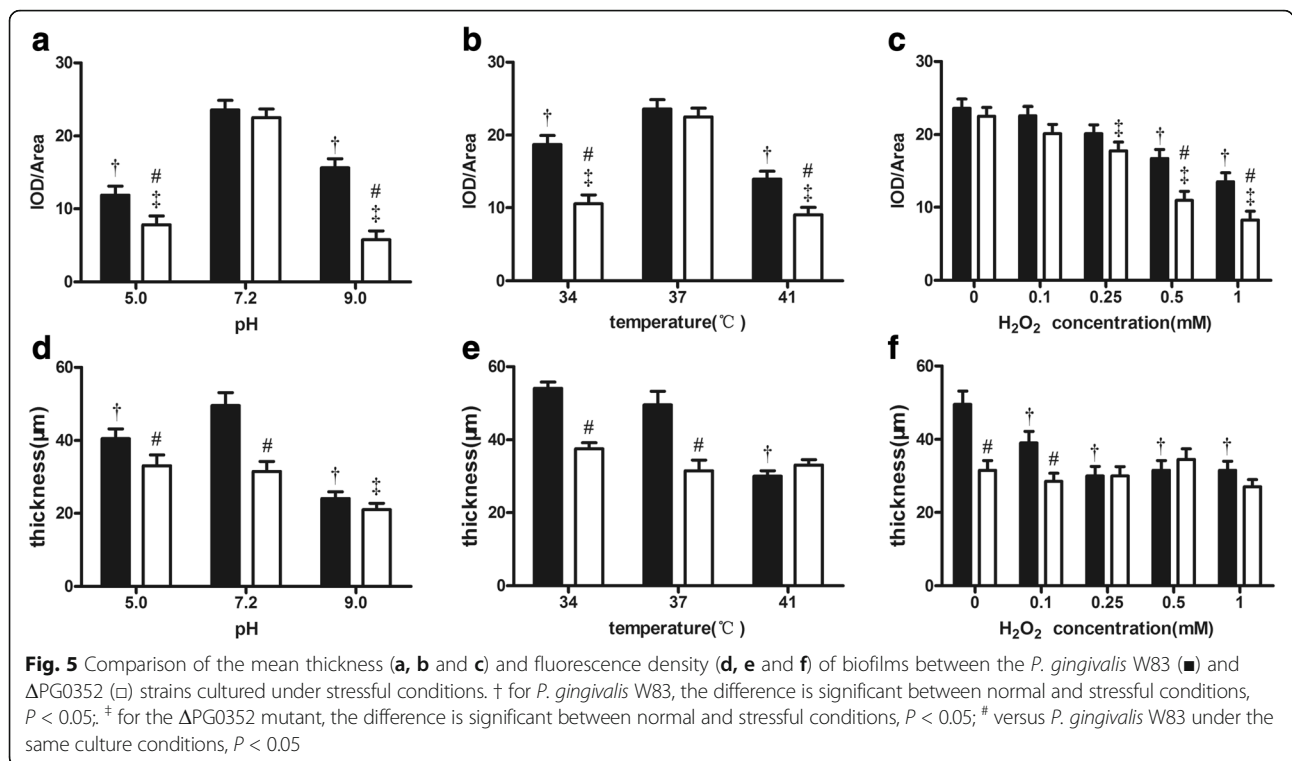 a
30
20
10
0
IOD/Area
†
#
‡
†
#
‡
5.0 7.2 9.0
pH
b
30
20
10
0
IOD/Area
†
#
‡
†
#
‡
34 37 41
temperature(℃)
c
30
20
10
0
IOD/Area
‡
†
#
‡
†
#
‡
0 0.1 0.25 0.5 1
H₂O₂ concentration(mM)
d
60
40
20
0
thickness(µm)
†
#
#
†
‡
5.0 7.2 9.0
pH
e
60
40
20
0
thickness(µm)
#
#
†
34 37 41
temperature(℃)
f
60
40
20
0
thickness(µm)
#
†
#
†
†
†
0 0.1 0.25 0.5 1
H₂O₂ concentration(mM)
Fig. 5 Comparison of the mean thickness (a, b and c) and fluorescence density (d, e and f) of biofilms between the P. gingivalis W83 (■) and
ΔPG0352 (□) strains cultured under stressful conditions. † for P. gingivalis W83, the difference is significant between normal and stressful conditions,
P < 0.05;. ‡ for the ΔPG0352 mutant, the difference is significant between normal and stressful conditions, P < 0.05; # versus P. gingivalis W83 under the
same culture conditions, P < 0.05